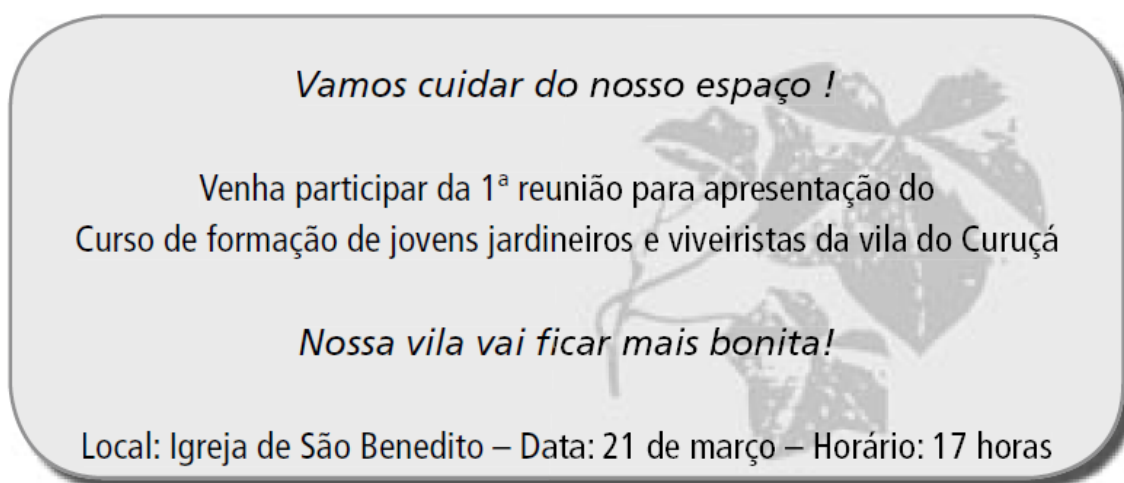 Vamos cuidar do nosso espaço !
Venha participar da 1ª reunião para apresentação do
Curso de formação de jovens jardineiros e viveiristas da vila do Curuçá
Nossa vila vai ficar mais bonita!
Local: Igreja de São Benedito – Data: 21 de março – Horário: 17 horas